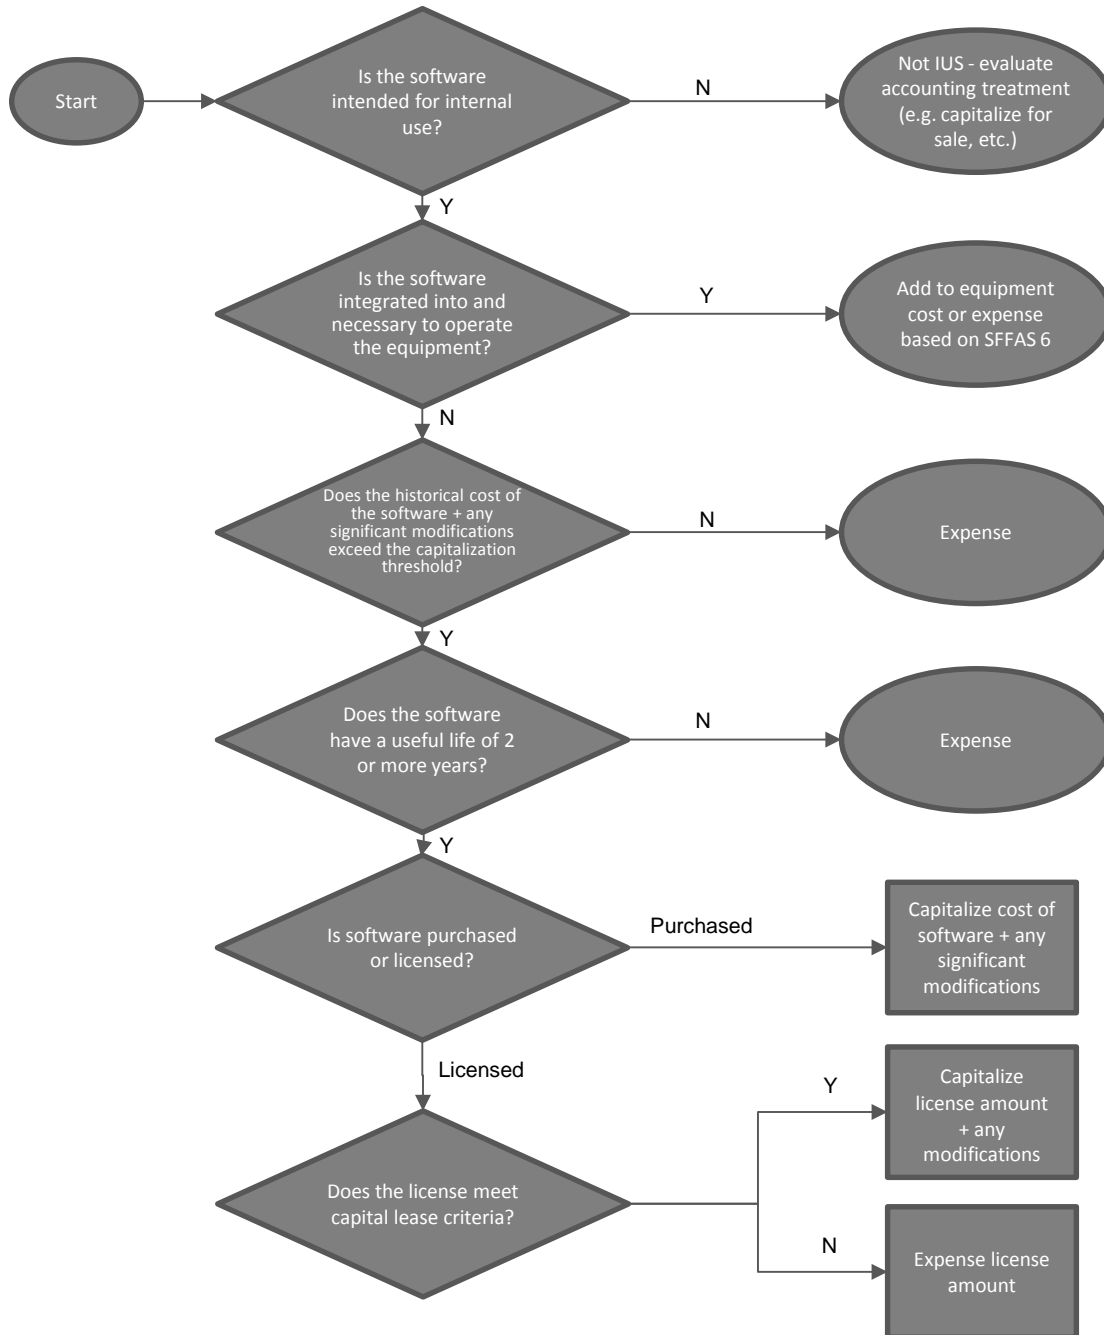 Start
Is the software
intended for internal
use?
N
Not IUS - evaluate
accounting treatment
(e.g. capitalize for
sale, etc.)
Y
Is the software
integrated into and
necessary to operate
the equipment?
Y
Add to equipment
cost or expense
based on SFFAS 6
N
Does the historical cost of
the software + any
significant modifications
exceed the capitalization
threshold?
N
Expense
Y
Does the software
have a useful life of 2
or more years?
N
Expense
Y
Is software purchased
or licensed?
Purchased
Capitalize cost of
software + any
significant
modifications
Licensed
Does the license meet
capital lease criteria?
Y
Capitalize
license amount
+ any
modifications
N
Expense license
amount